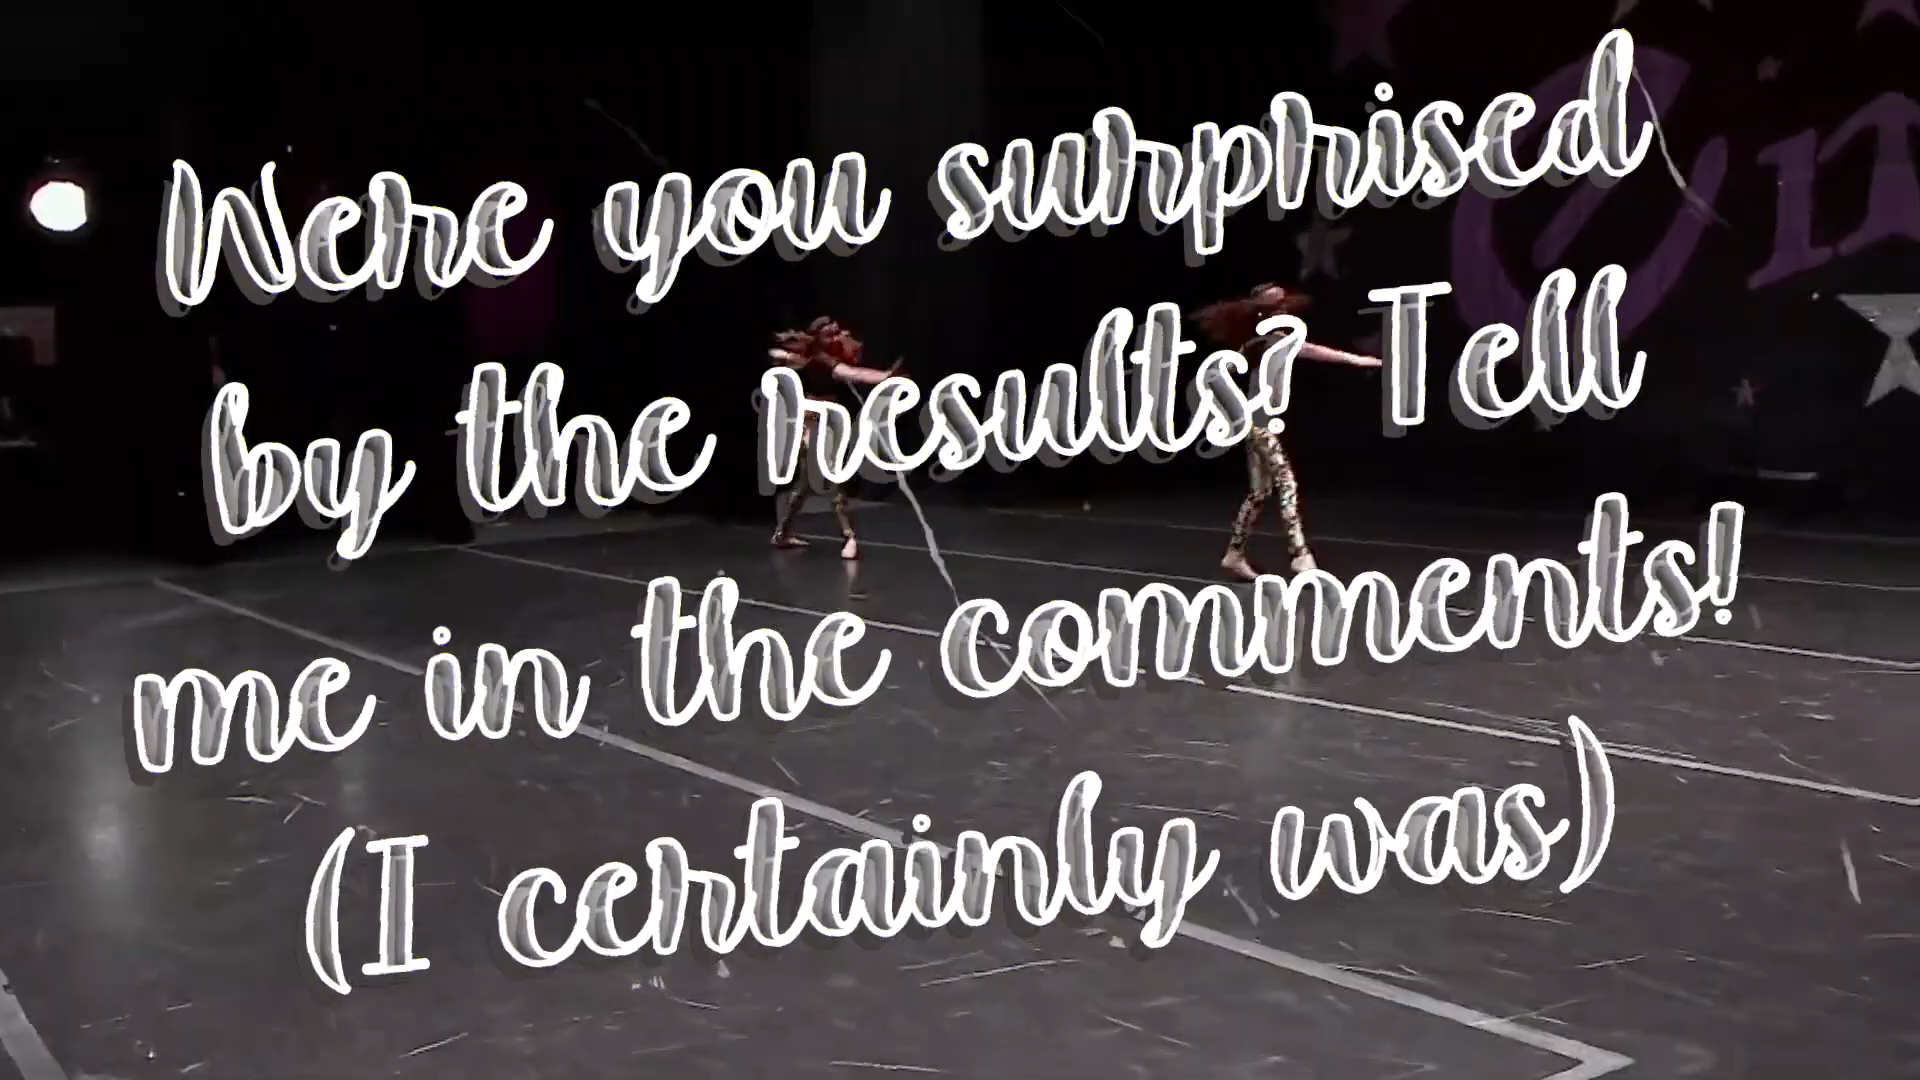 Were you surprised
by the results? Tell
me in the comments!
(I certainly was)